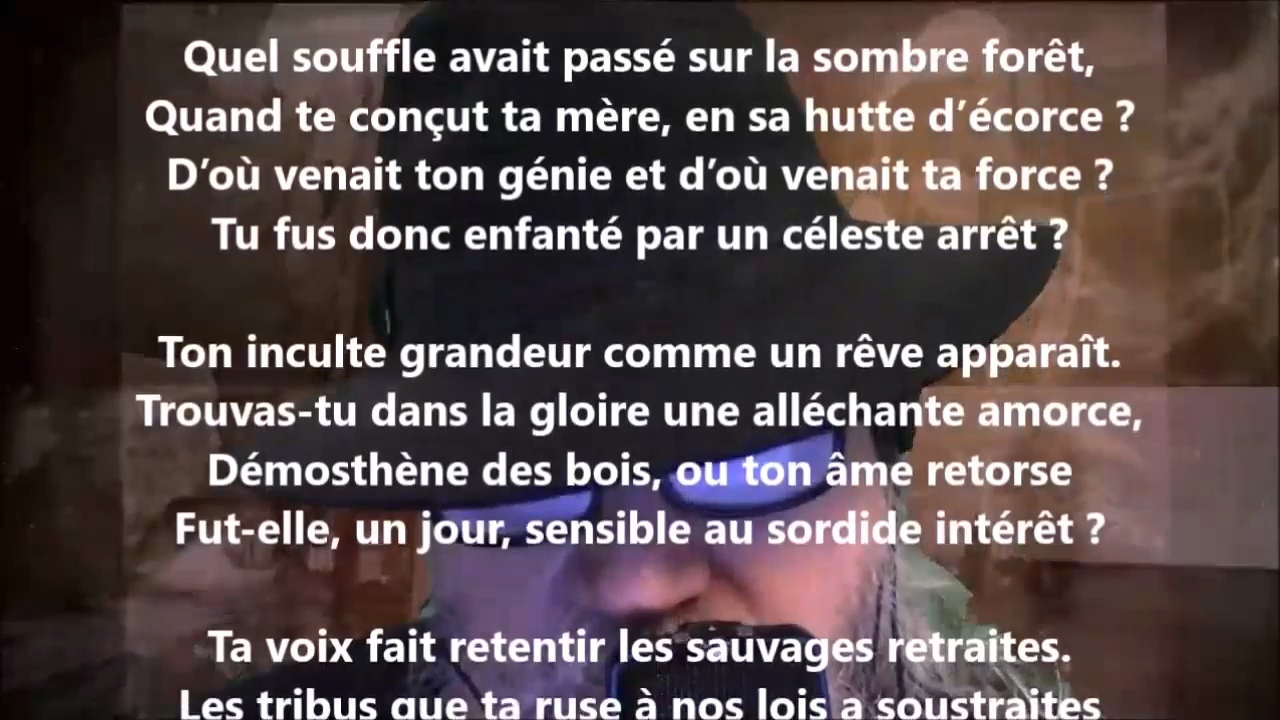 Quel souffle avait passé sur la sombre forêt,
Quand te conçut ta mère, en sa hutte d’écorce ?
D’où venait ton génie et d’où venait ta force ?
Tu fus donc enfanté par un céleste arrêt ?
Ton inculte grandeur comme un rêve apparaît.
Trouvas-tu dans la gloire une alléchante amorce,
Démosthène des bois, ou ton âme retorse
Fut-elle, un jour, sensible au sordide intérêt ?
Ta voix fait retentir les sauvages retraites.
Les tribus que ta ruse à nos lois a soustraites